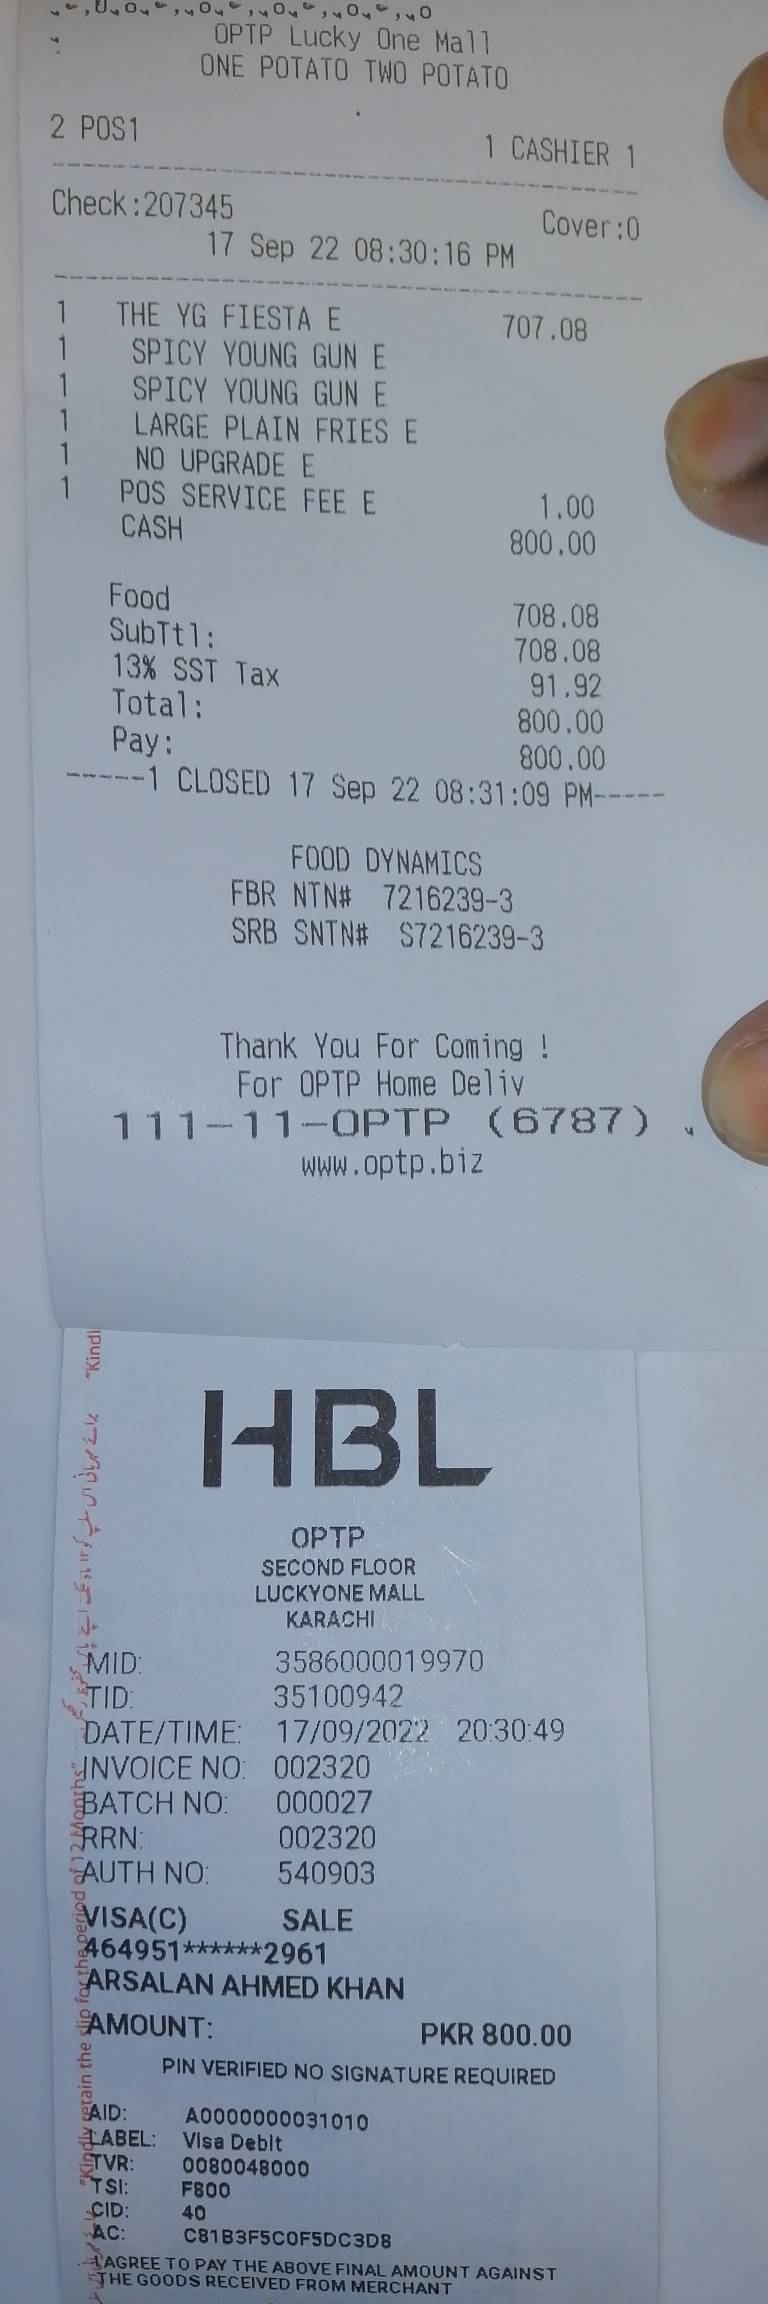 OPTP Lucky One Mall
ONE POTATO TWO POTATO
2 POS1 1 CASHIER 1
Check:207345 Cover:0
17 Sep 22 08:30:16 PM
1 THE YG FIESTA E 707.08
1 SPICY YOUNG GUN E
1 SPICY YOUNG GUN E
1 LARGE PLAIN FRIES E
1 NO UPGRADE E
1 POS SERVICE FEE E 1.00
CASH 800.00
Food 708.08
SubTtl: 708.08
13% SST Tax 91.92
Total: 800.00
Pay: 800.00
-----1 CLOSED 17 Sep 22 08:31:09 PM-----
FOOD DYNAMICS
FBR NTN# 7216239-3
SRB SNTN# S7216239-3
Thank You For Coming !
For OPTP Home Deliv
111-11-OPTP (6787)
www.optp.biz
HBL
OPTP
SECOND FLOOR
LUCKYONE MALL
KARACHI
MID: 3586000019970
TID: 35100942
DATE/TIME: 17/09/2022 20:30:49
INVOICE NO: 002320
BATCH NO: 000027
RRN: 002320
AUTH NO: 540903
VISA(C) SALE
464951******2961
ARSALAN AHMED KHAN
AMOUNT: PKR 800.00
PIN VERIFIED NO SIGNATURE REQUIRED
AID: A0000000031010
LABEL: Visa Debit
TVR: 0080048000
TSI: F800
CID: 40
AC: C81B3F5C0F5DC3D8
I AGREE TO PAY THE ABOVE FINAL AMOUNT AGAINST
THE GOODS RECEIVED FROM MERCHANT
"Kindly retain the slip for the period of 12 Months"
"Kindl